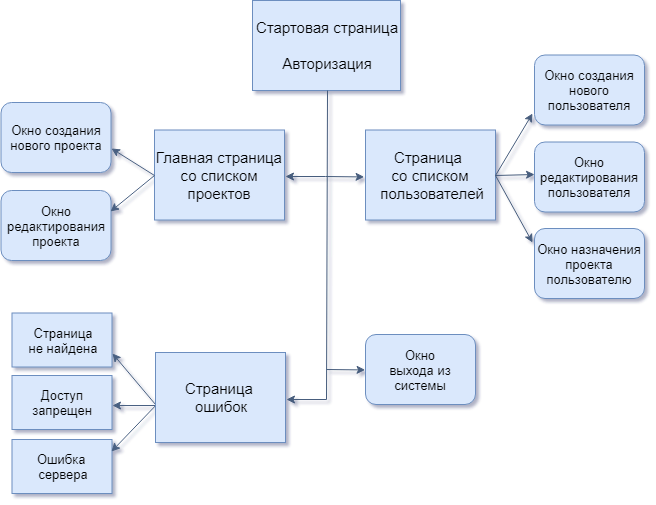 Стартовая страница
Авторизация
Окно создания
нового проекта
Окно
редактирования
проекта
Главная страница
со списком
проектов
Страница
со списком
пользователей
Окно создания
нового
пользователя
Окно
редактирования
пользователя
Окно назначения
проекта
пользователю
Страница
не найдена
Доступ
запрещен
Ошибка
сервера
Страница
ошибок
Окно
выхода из
системы